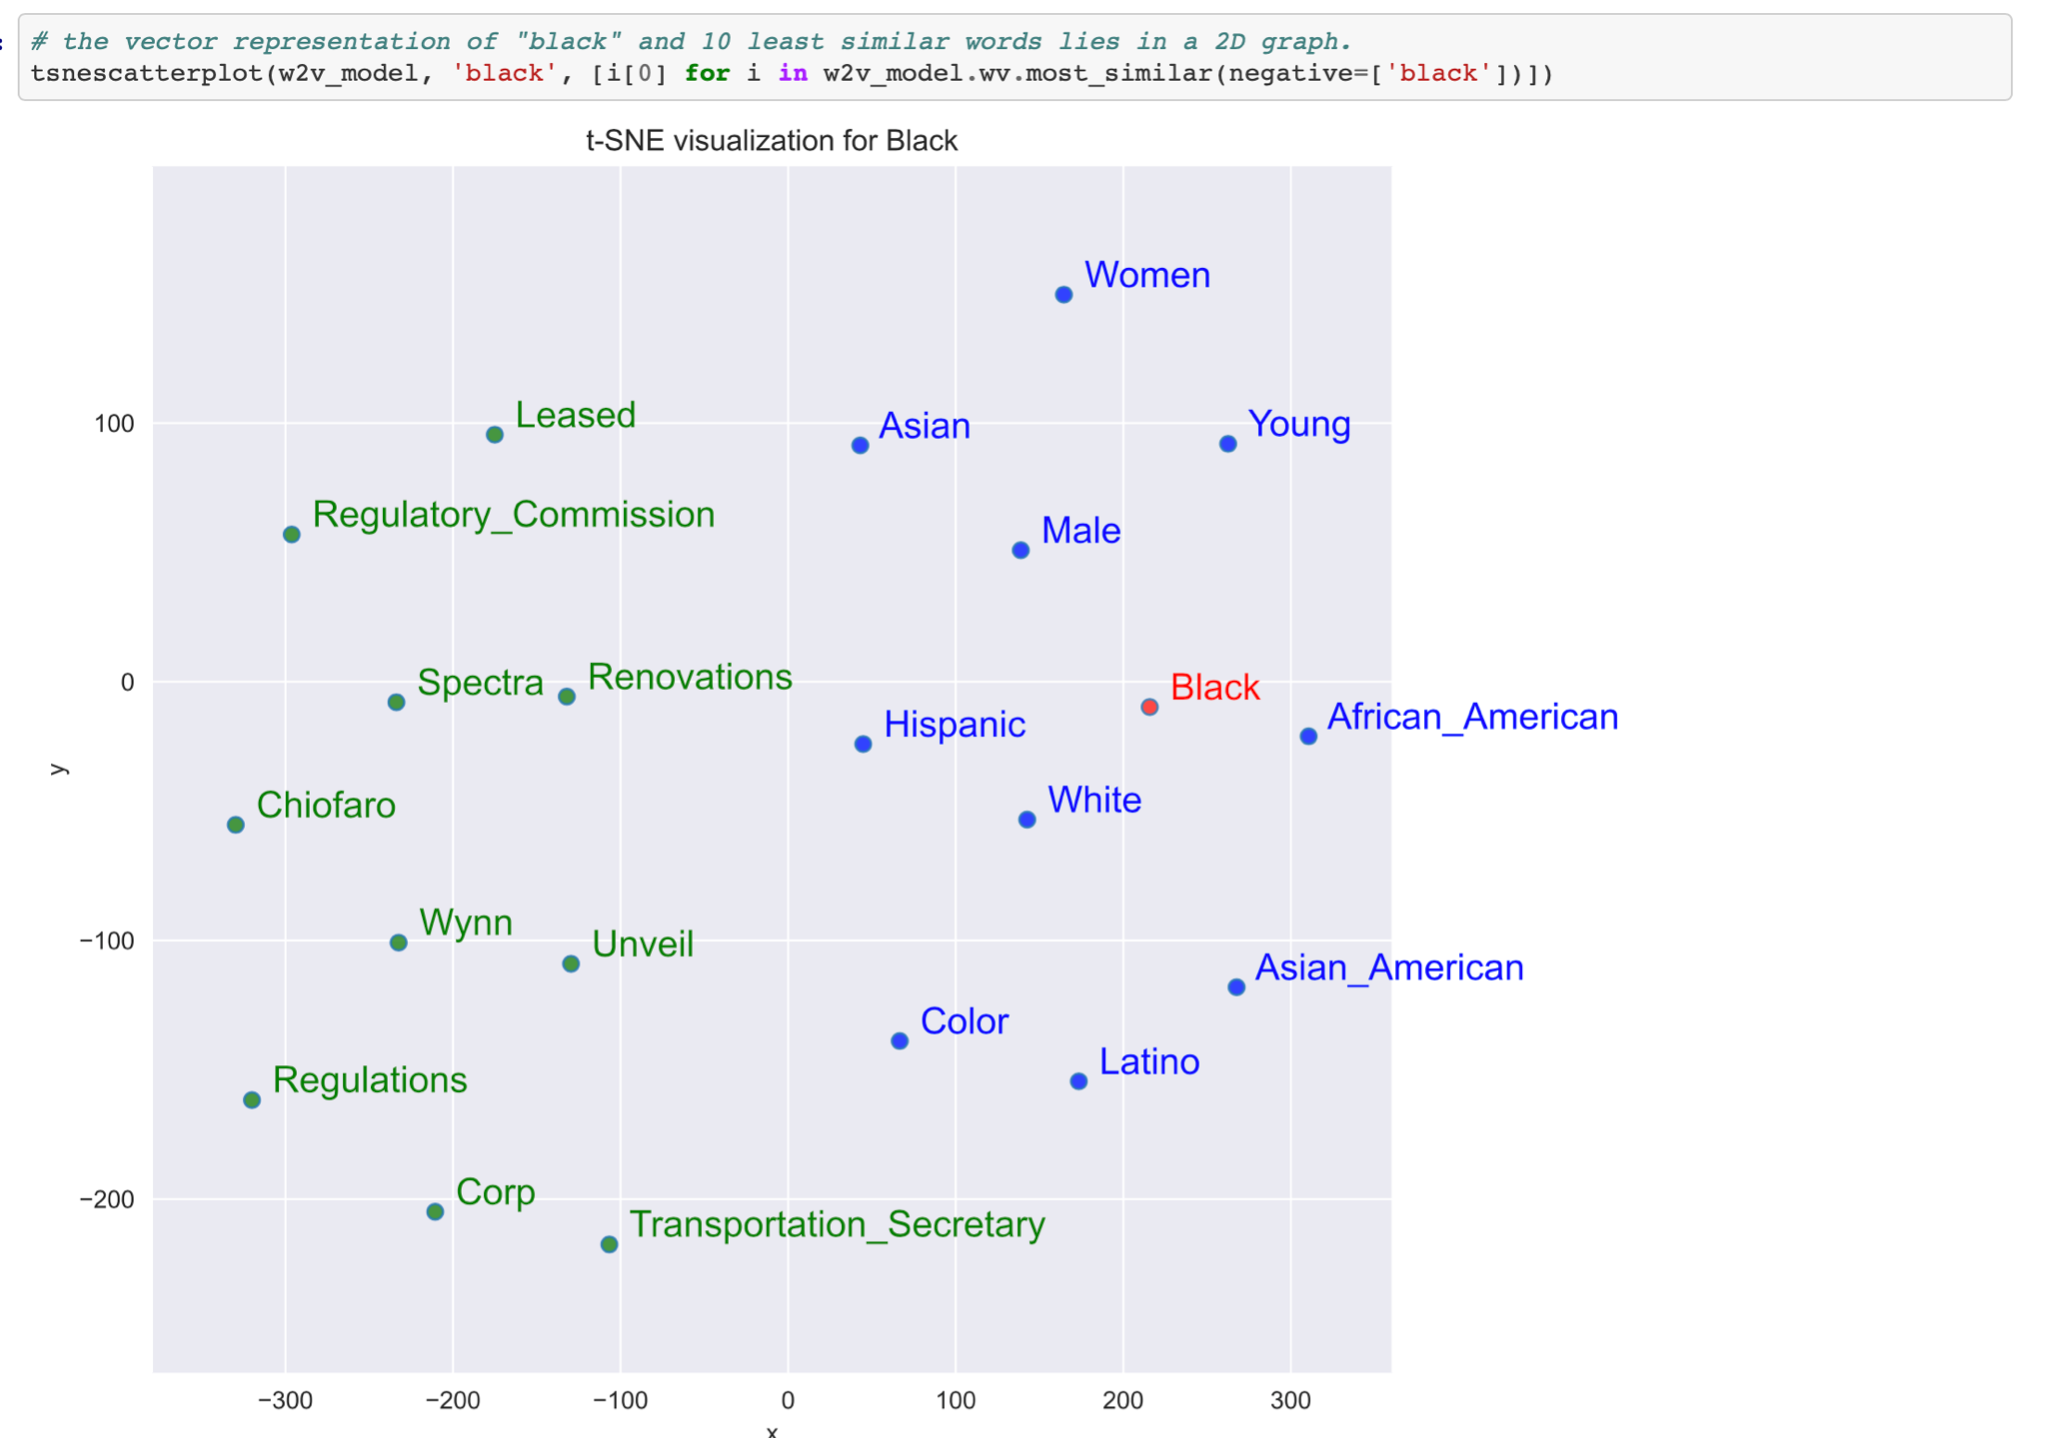 :
# the vector representation of "black" and 10 least similar words lies in a 2D graph.
tsnescatterplot(w2v_model, 'black', [i[0] for i in w2v_model.wv.most_similar(negative=['black'])])
t-SNE visualization for Black
Women
Leased
Asian
Young
100
Regulatory_Commission
Male
Spectra
Renovations
Black
0
Hispanic
African_American
y
Chiofaro
White
Wynn
Unveil
−100
Asian_American
Color
Latino
Regulations
Corp
−200
Transportation_Secretary
−300 −200 −100 0 100 200 300
x